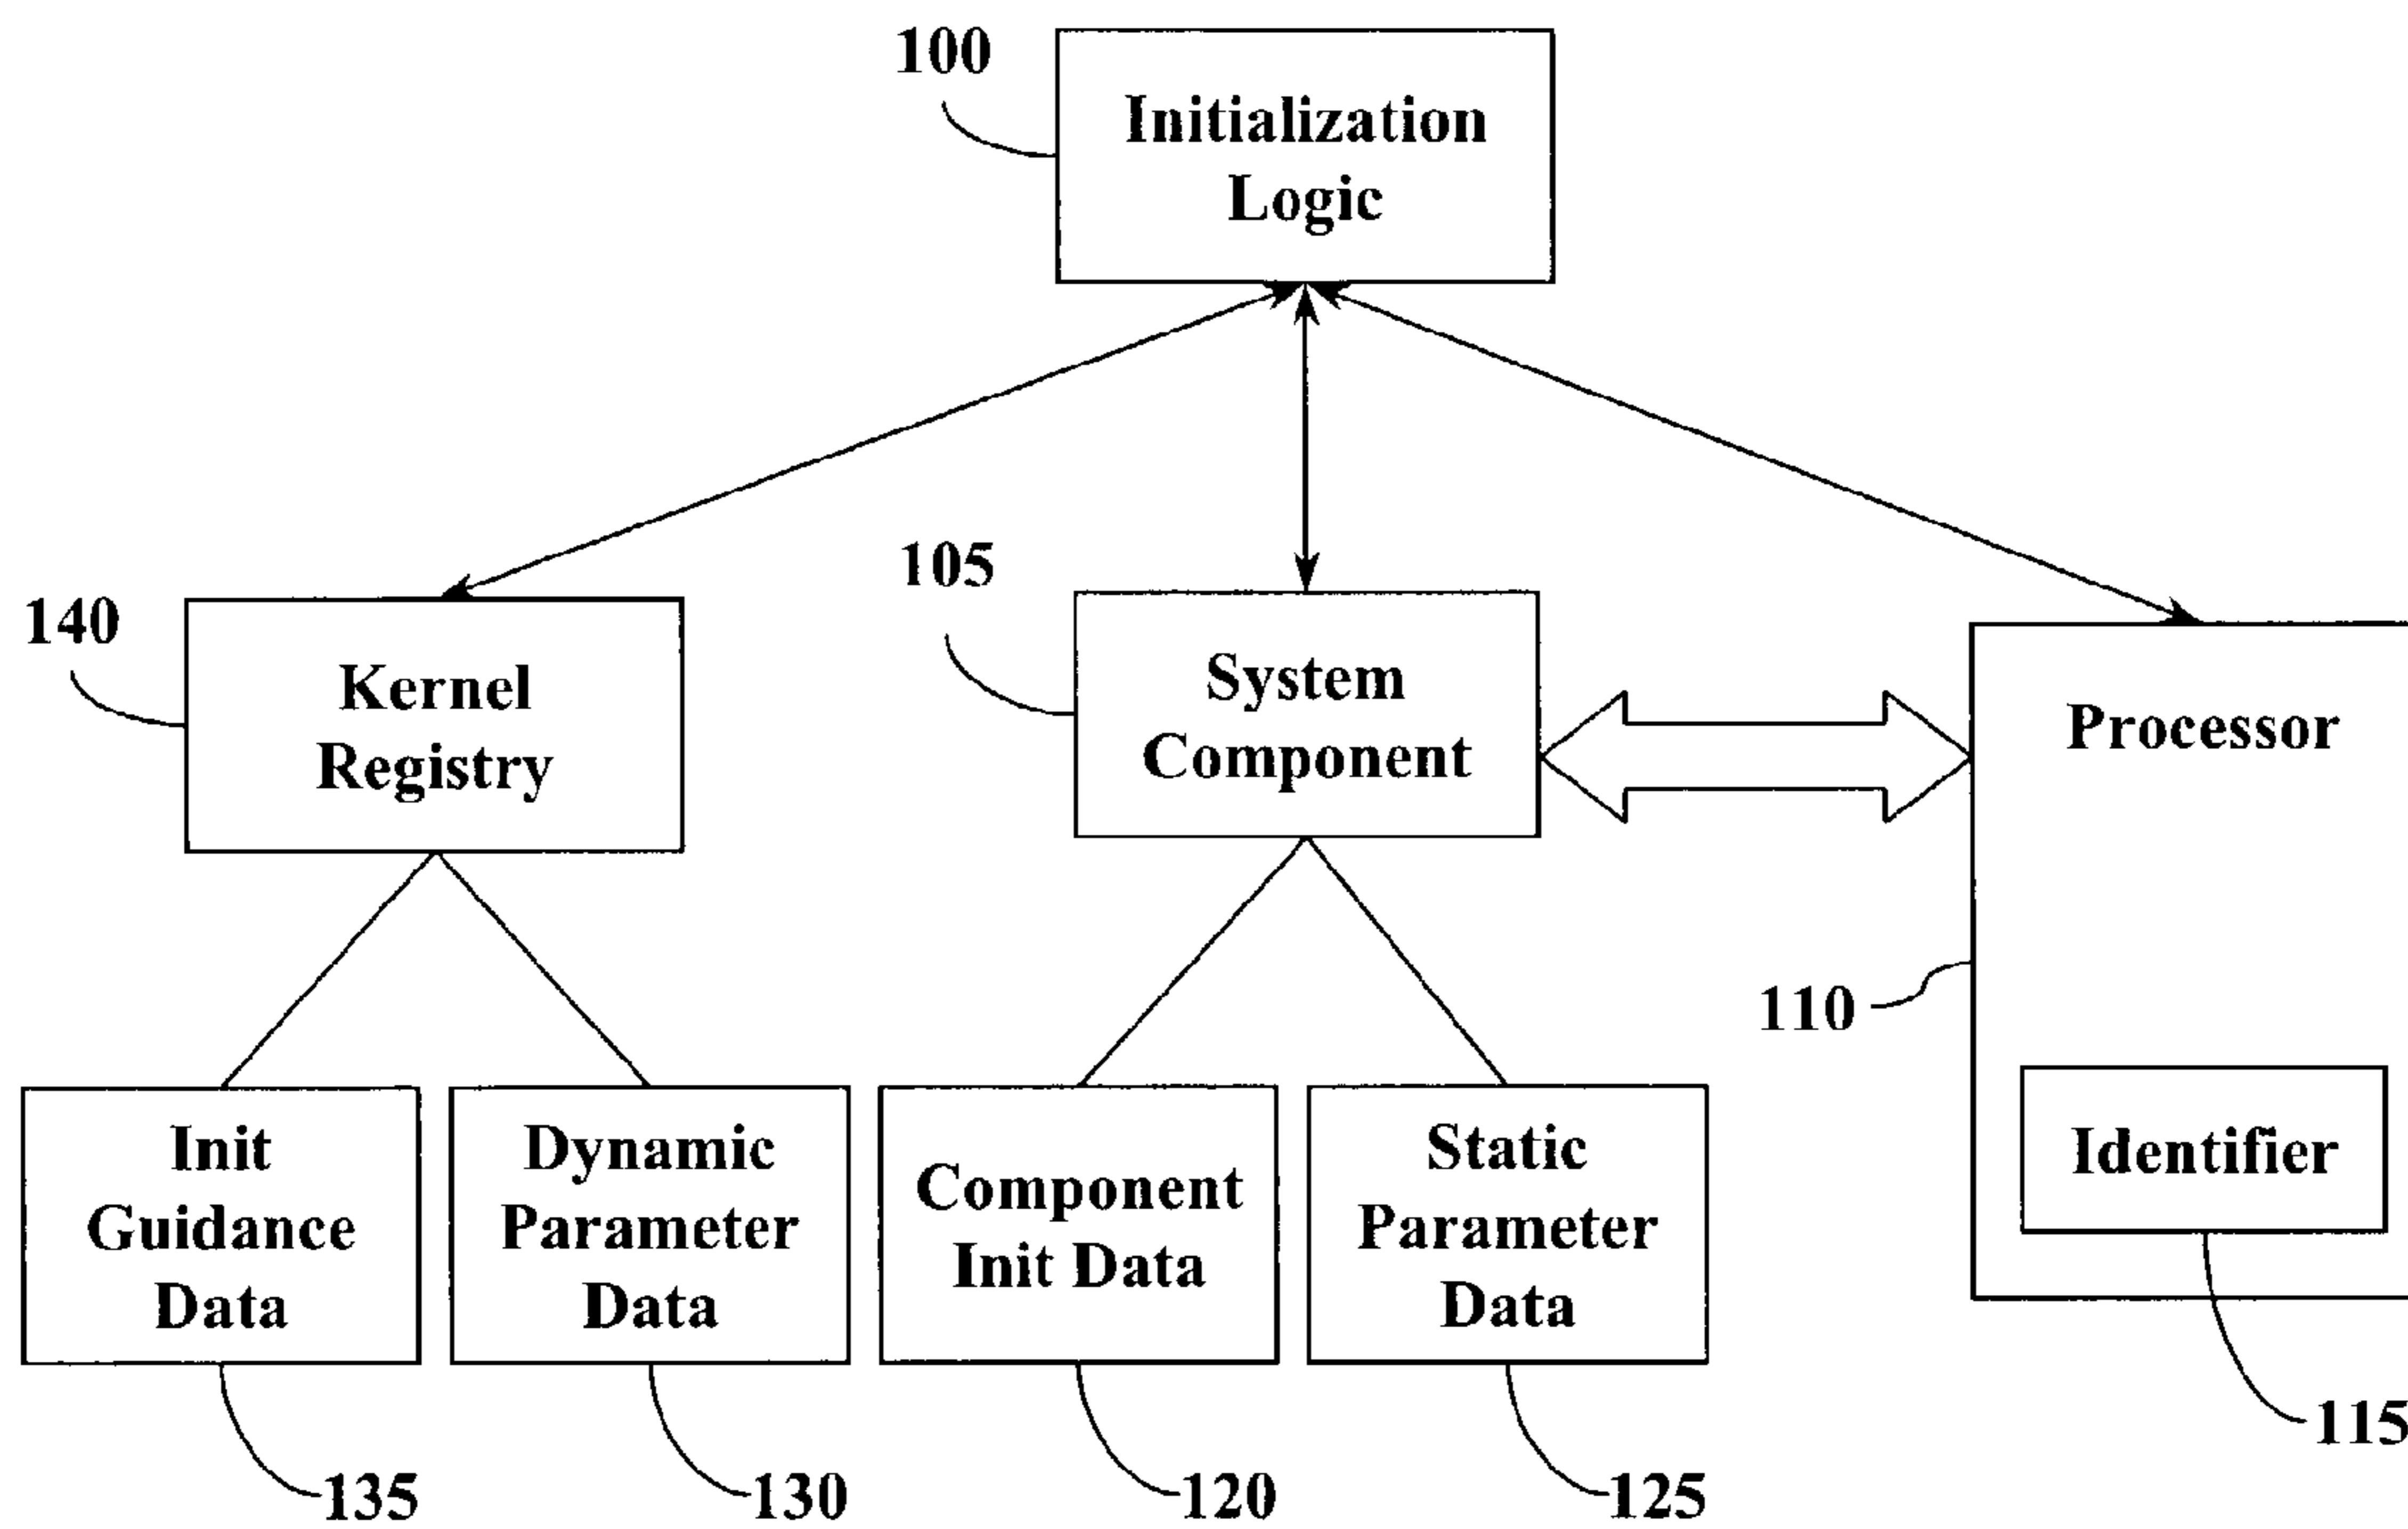 100
Initialization
Logic
140
Kernel
Registry
105
System
Component
Processor
110
Init
Guidance
Data
Dynamic
Parameter
Data
Component
Init Data
Static
Parameter
Data
Identifier
115
135
130
120
125